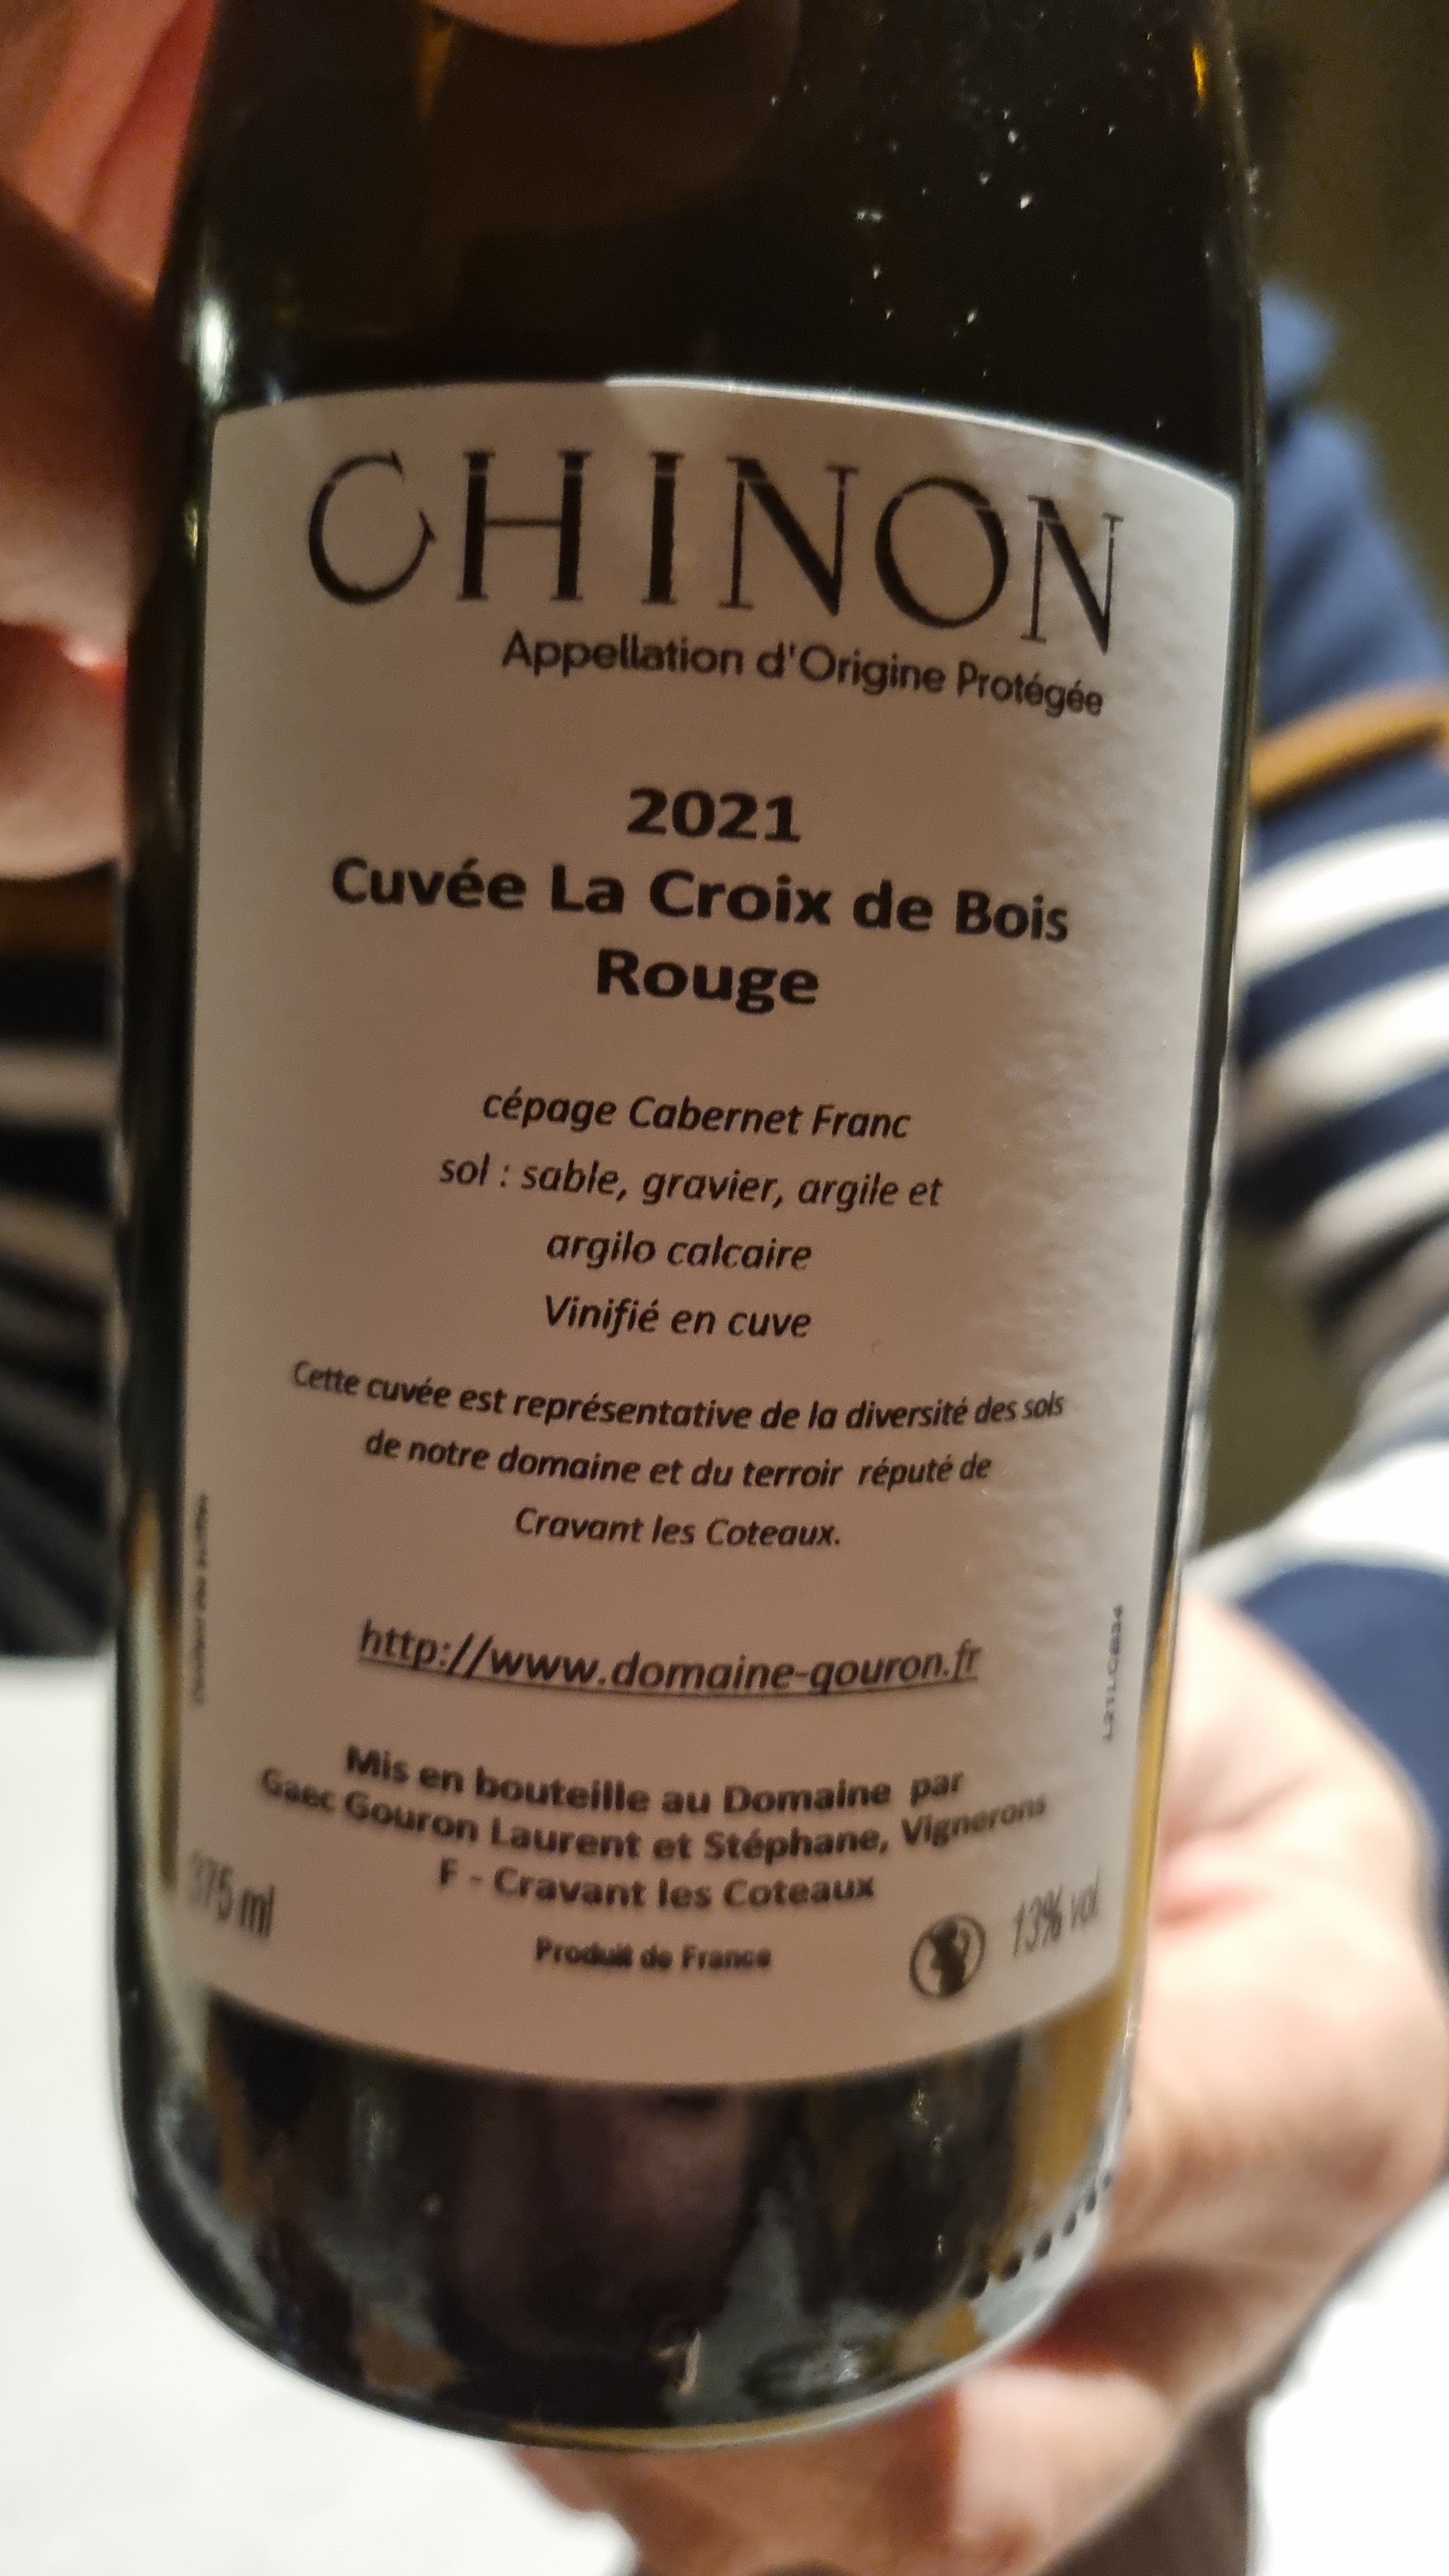 CHINON
Appellation d'Origine Protégée
2021
Cuvée La Croix de Bois
Rouge
cépage Cabernet Franc
sol : sable, gravier, argile et
argilo calcaire
Vinifié en cuve
Cette cuvée est représentative de la diversité des sols
de notre domaine et du terroir réputé de
Cravant les Coteaux.
http://www.domaine-gouron.fr
Mis en bouteille au Domaine par
Gaec Gouron Laurent et Stéphane, Vignerons
F - Cravant les Coteaux
375 ml
13% vol
Produit de France